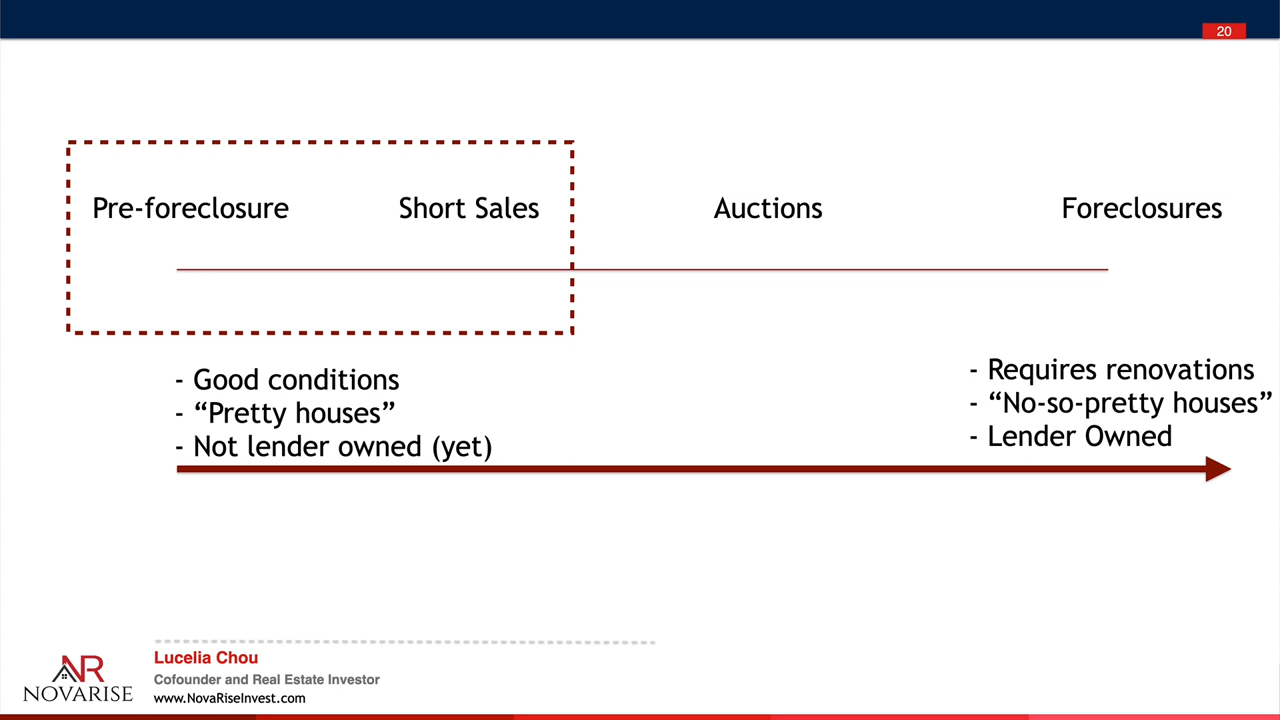 20
Pre-foreclosure
Short Sales
Auctions
Foreclosures
- Good conditions
- “Pretty houses”
- Not lender owned (yet)
- Requires renovations
- “No-so-pretty houses”
- Lender Owned
NR
NOVARISE
Lucelia Chou
Cofounder and Real Estate Investor
www.NovaRiseInvest.com